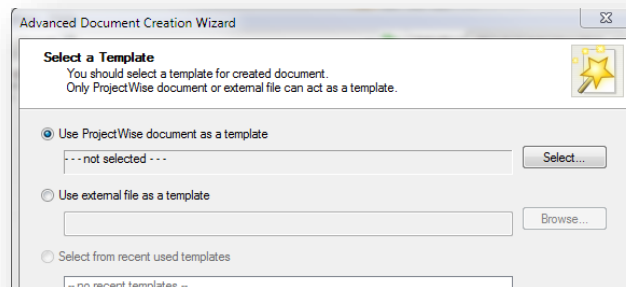 Advanced Document Creation Wizard
Select a Template
You should select a template for created document.
Only ProjectWise document or external file can act as a template.
Use ProjectWise document as a template
- - - not selected - - -
Select...
Use external file as a template
Browse...
Select from recent used templates
-- no recent templates --